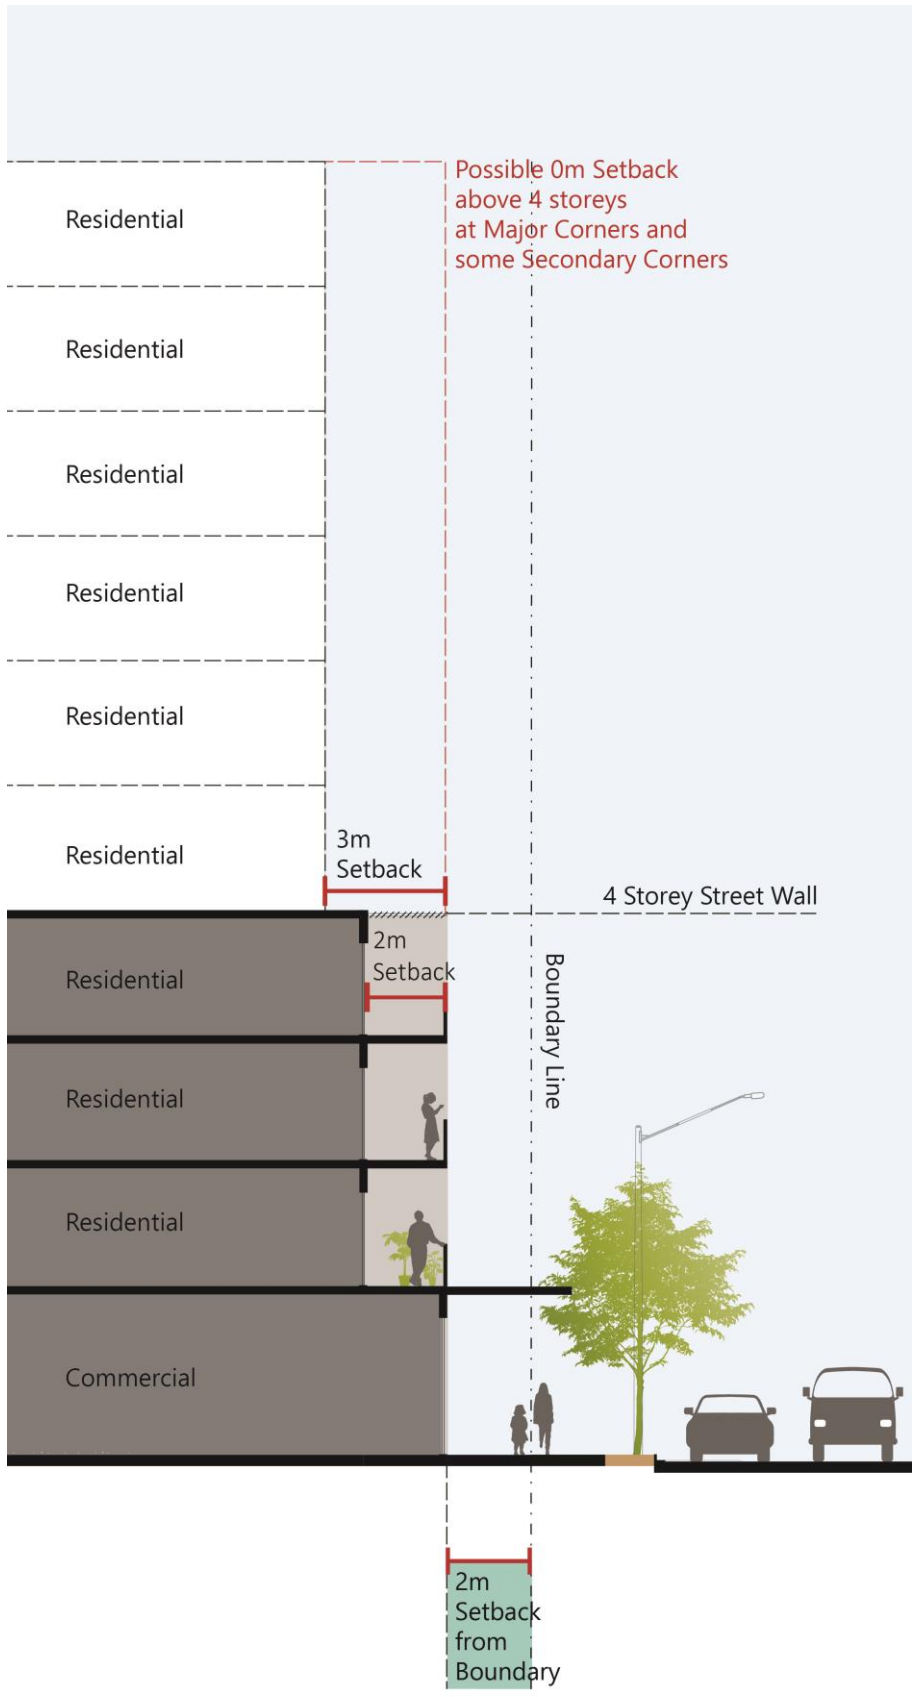 Possible 0m Setback
above 4 storeys
at Major Corners and
some Secondary Corners
Residential
Residential
Residential
Residential
Residential
Residential
3m
Setback
4 Storey Street Wall
2m
Setback
Residential
Boundary Line
Residential
Residential
Commercial
2m
Setback
from
Boundary